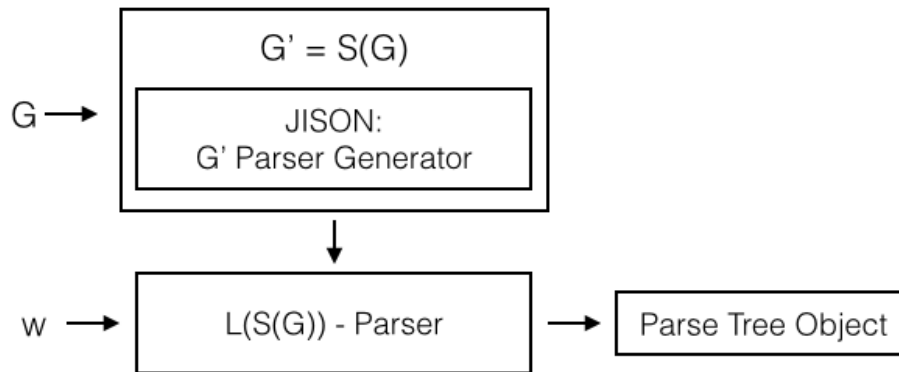 G’ = S(G)
G
JISON:
G’ Parser Generator
w
L(S(G)) - Parser
Parse Tree Object